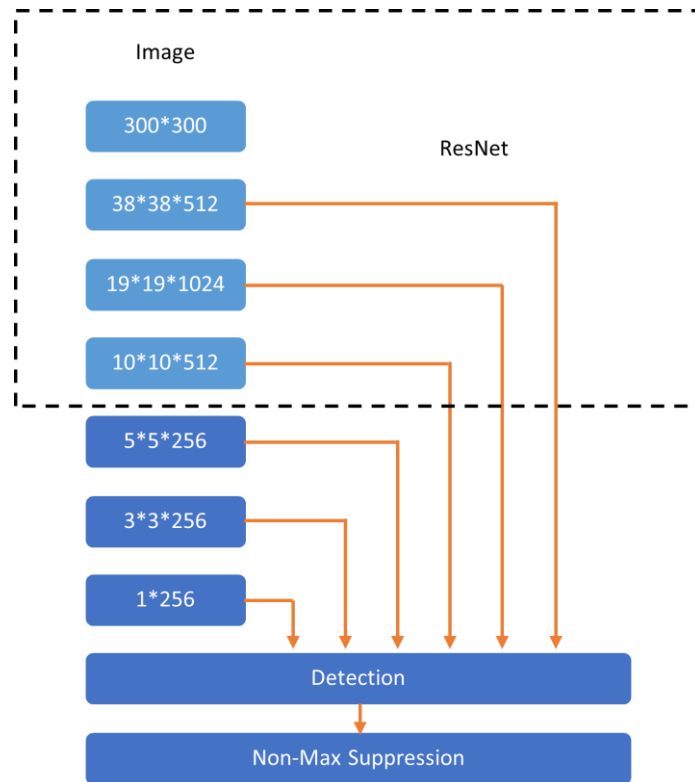 Image
300*300
ResNet
38*38*512
19*19*1024
10*10*512
5*5*256
3*3*256
1*256
Detection
Non-Max Suppression